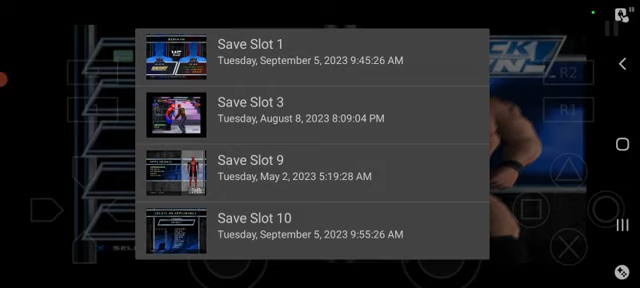 Save Slot 1
Tuesday, September 5, 2023 9:45:26 AM
Save Slot 3
Tuesday, August 8, 2023 8:09:04 PM
Save Slot 9
Tuesday, May 2, 2023 5:19:28 AM
Save Slot 10
Tuesday, September 5, 2023 9:55:26 AM
R2
R1